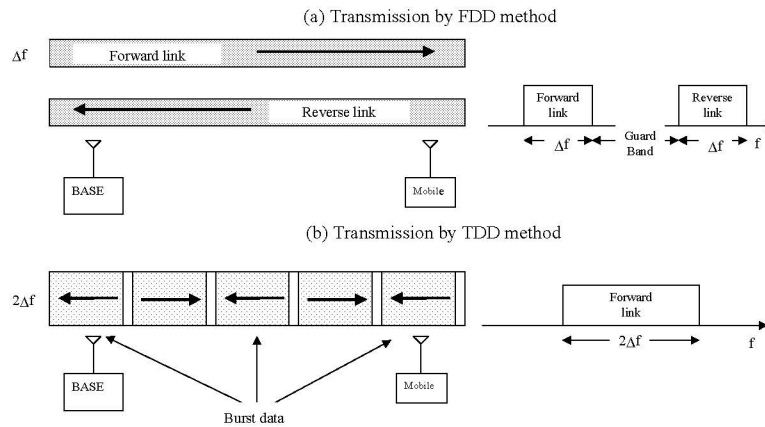 (a) Transmission by FDD method
Δf
Forward link
Reverse link
Forward
link
Reverse
link
Δf
Guard
Band
Δf
f
BASE
Mobile
(b) Transmission by TDD method
2Δf
Forward
link
2Δf
f
BASE
Mobile
Burst data